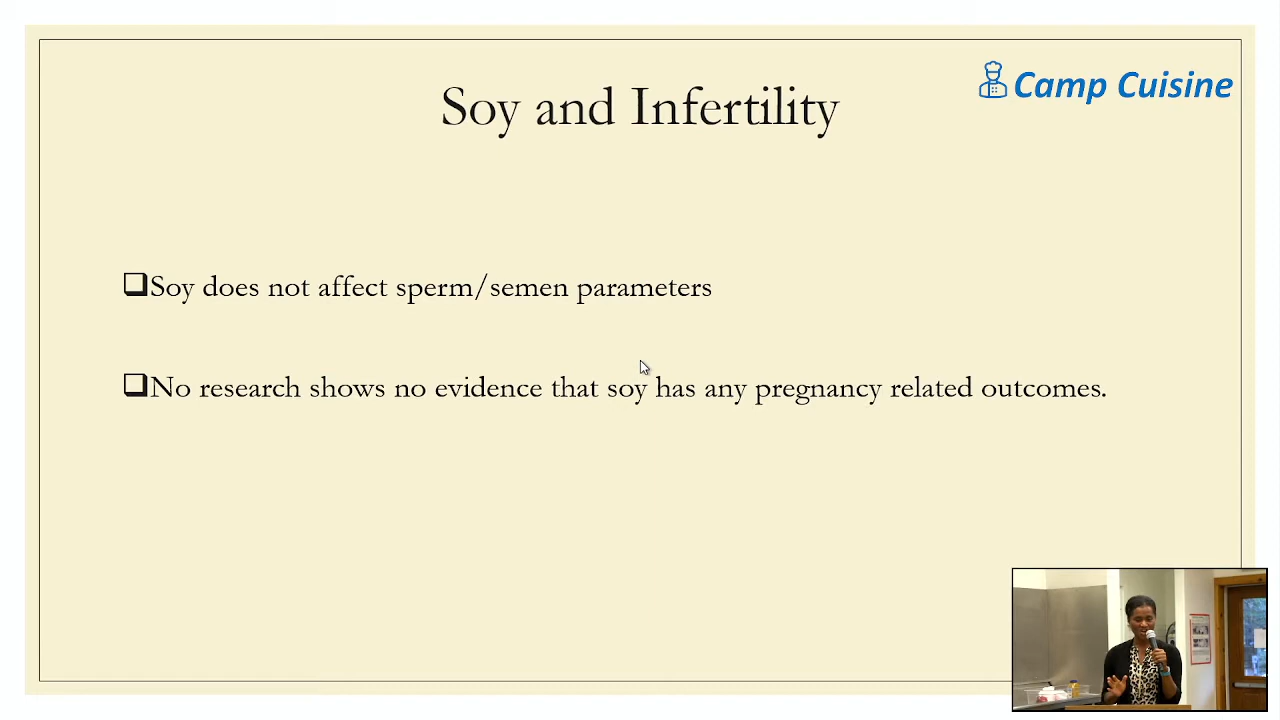 Camp Cuisine
Soy and Infertility
Soy does not affect sperm/semen parameters
No research shows no evidence that soy has any pregnancy related outcomes.